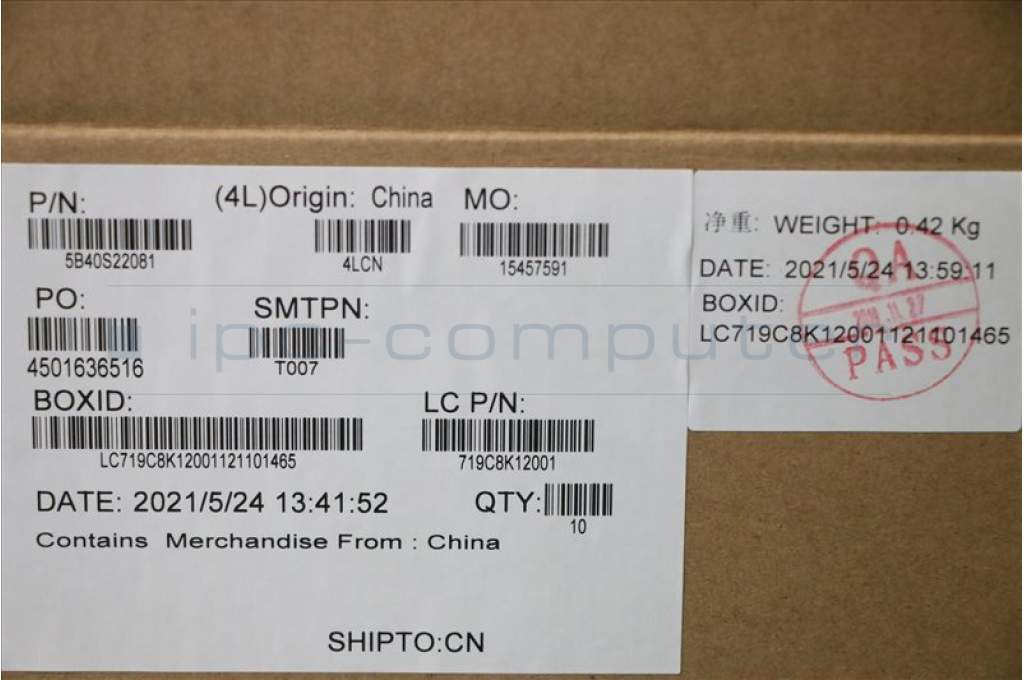 P/N: (4L)Origin: China MO:
5B40S22081 4LCN 15457591
PO: SMTPN:
4501636516 T007
BOXID: LC P/N:
LC719C8K12001121101465 719C8K12001
DATE: 2021/5/24 13:41:52 QTY:
10
Contains Merchandise From : China
SHIPTO:CN
净重: WEIGHT: 0.42 Kg
DATE: 2021/5/24 13:59:11
BOXID:
LC719C8K12001121101465
QA
PASS
ipc-computer